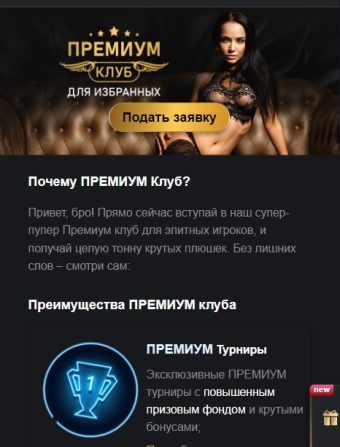 ПРЕМИУМ
КЛУБ
ДЛЯ ИЗБРАННЫХ
Подать заявку
Почему ПРЕМИУМ Клуб?
Привет, бро! Прямо сейчас вступай в наш супер-
пупер Премиум клуб для элитных игроков, и
получай целую тонну крутых плюшек. Без лишних
слов – смотри сам:
Преимущества ПРЕМИУМ клуба
1
ПРЕМИУМ Турниры
Эксклюзивные ПРЕМИУМ
турниры с повышенным
призовым фондом и крутыми
бонусами;
new